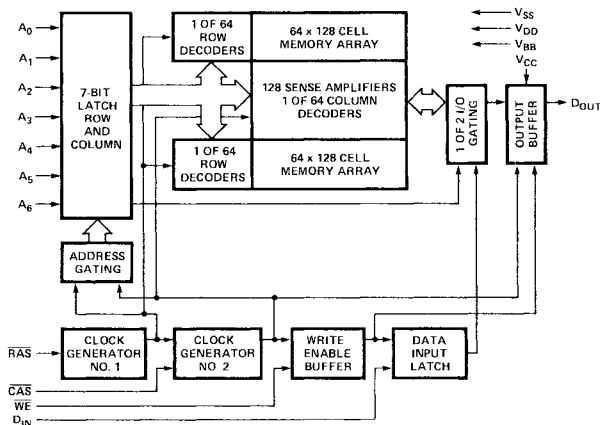 A0
A1
A2
A3
A4
A5
A6
7-BIT
LATCH
ROW
AND
COLUMN
1 OF 64
ROW
DECODERS
64 x 128 CELL
MEMORY ARRAY
128 SENSE AMPLIFIERS
1 OF 64 COLUMN
DECODERS
1 OF 64
ROW
DECODERS
64 x 128 CELL
MEMORY ARRAY
1 OF 2 I/O
GATING
OUTPUT
BUFFER
VSS
VDD
VBB
VCC
DOUT
ADDRESS
GATING
RAS
CLOCK
GENERATOR
NO. 1
CLOCK
GENERATOR
NO. 2
WRITE
ENABLE
BUFFER
DATA
INPUT
LATCH
CAS
WE
DIN